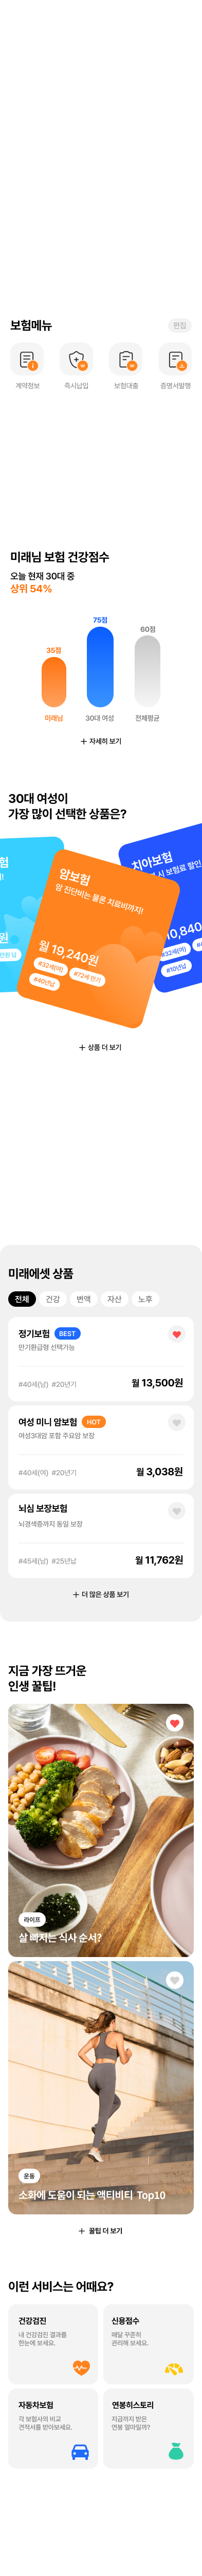 보험메뉴
편집
계약정보
즉시납입
보험대출
증명서발행
미래님 보험 건강점수
오늘 현재 30대 중
상위 54%
75점
60점
35점
미래님
30대 여성
전체평균
+ 자세히 보기
30대 여성이
가장 많이 선택한 상품은?
암보험
암 진단비는 물론 치료비까지!
월 19,240원
#32세(여)
#72세 만기
#40년납
치아보험
시 보험료 할인
#32세(여)
#10년납
+ 상품 더 보기
미래에셋 상품
전체
건강
변액
자산
노후
정기보험
BEST
만기환급형 선택가능
#40세(남) #20년기
월 13,500원
여성 미니 암보험
HOT
여성3대암 포함 주요암 보장
#40세(여) #20년기
월 3,038원
뇌심 보장보험
뇌경색증까지 동일 보장
#45세(남) #25년납
월 11,762원
+ 더 많은 상품 보기
지금 가장 뜨거운
인생 꿀팁!
라이프
살 빠지는 식사 순서?
운동
소화에 도움이 되는 액티비티 Top10
+ 꿀팁 더 보기
이런 서비스는 어때요?
건강검진
내 건강검진 결과를
한눈에 보세요.
신용점수
매달 꾸준히
관리해 보세요.
자동차보험
각 보험사의 비교
견적서를 받아보세요.
연봉히스토리
지금까지 받은
연봉 얼마일까?